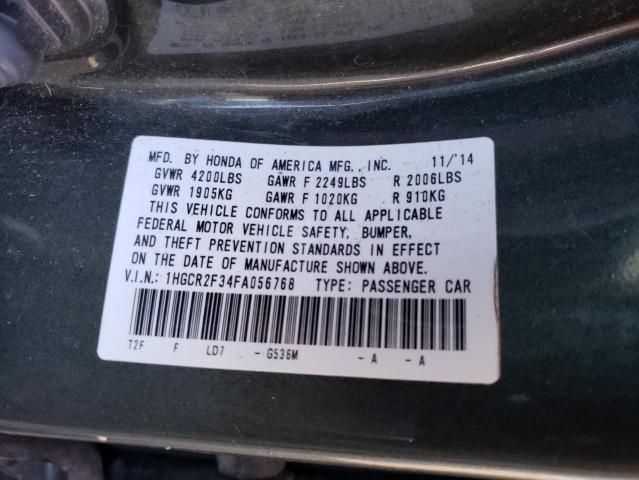 MFD. BY HONDA OF AMERICA MFG., INC. 11/'14
GVWR 4200LBS GAWR F 2249LBS R 2006LBS
GVWR 1905KG GAWR F 1020KG R 910KG
THIS VEHICLE CONFORMS TO ALL APPLICABLE
FEDERAL MOTOR VEHICLE SAFETY, BUMPER,
AND THEFT PREVENTION STANDARDS IN EFFECT
ON THE DATE OF MANUFACTURE SHOWN ABOVE.
V.I.N.: 1HGCR2F34FA056768 TYPE: PASSENGER CAR
T2F F LD7 - G536M - A - A